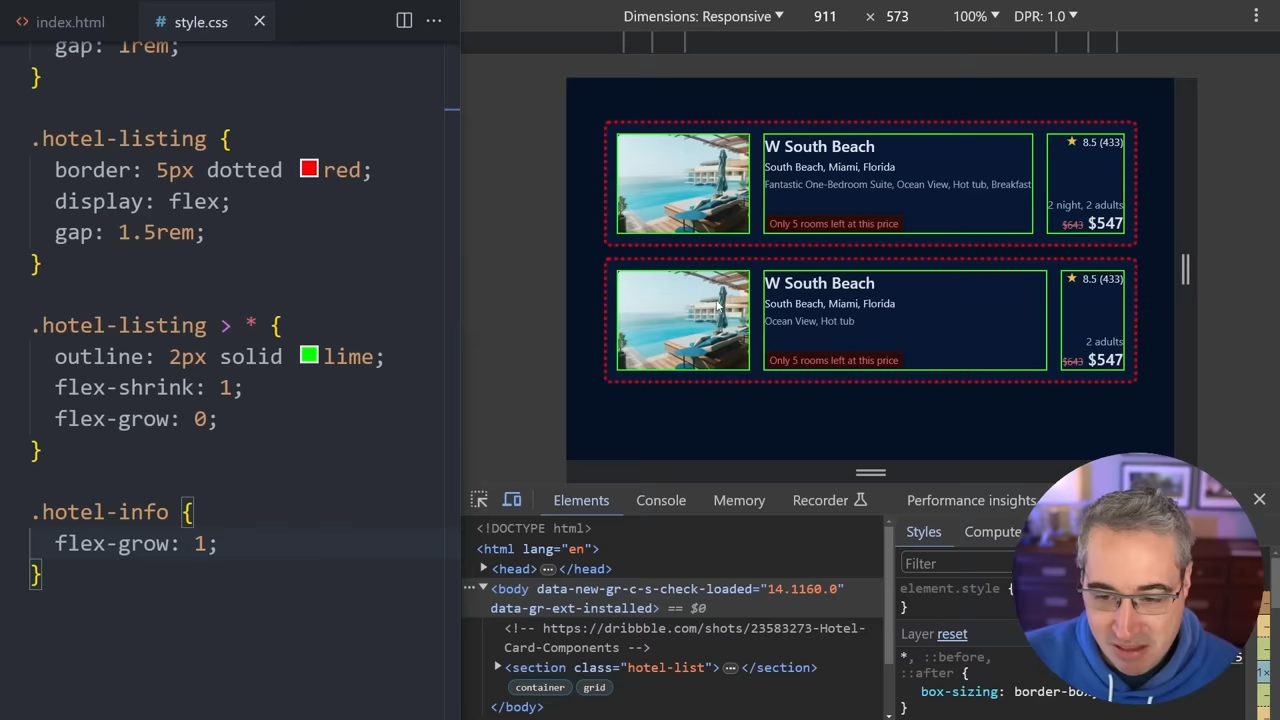 index.html
style.css
gap: 1rem;
}
.hotel-listing {
border: 5px dotted red;
display: flex;
gap: 1.5rem;
}
.hotel-listing > * {
outline: 2px solid lime;
flex-shrink: 1;
flex-grow: 0;
}
.hotel-info {
flex-grow: 1;
}
Dimensions: Responsive 911 × 573 100% DPR: 1.0
W South Beach
South Beach, Miami, Florida
Fantastic One-Bedroom Suite, Ocean View, Hot tub, Breakfast
Only 5 rooms left at this price
8.5 (433)
2 night, 2 adults
$643 $547
W South Beach
South Beach, Miami, Florida
Ocean View, Hot tub
Only 5 rooms left at this price
8.5 (433)
2 adults
$643 $547
Elements Console Memory Recorder Performance insights
<!DOCTYPE html>
<html lang="en">
<head> </head>
<body data-new-gr-c-s-check-loaded="14.1160.0"
data-gr-ext-installed> == $0
<!-- https://dribbble.com/shots/23583273-Hotel-
Card-Components -->
<section class="hotel-list"> </section>
container grid
</body>
Styles
Filter
element.style {
}
Layer reset
*, ::before,
::after {
box-sizing:
}